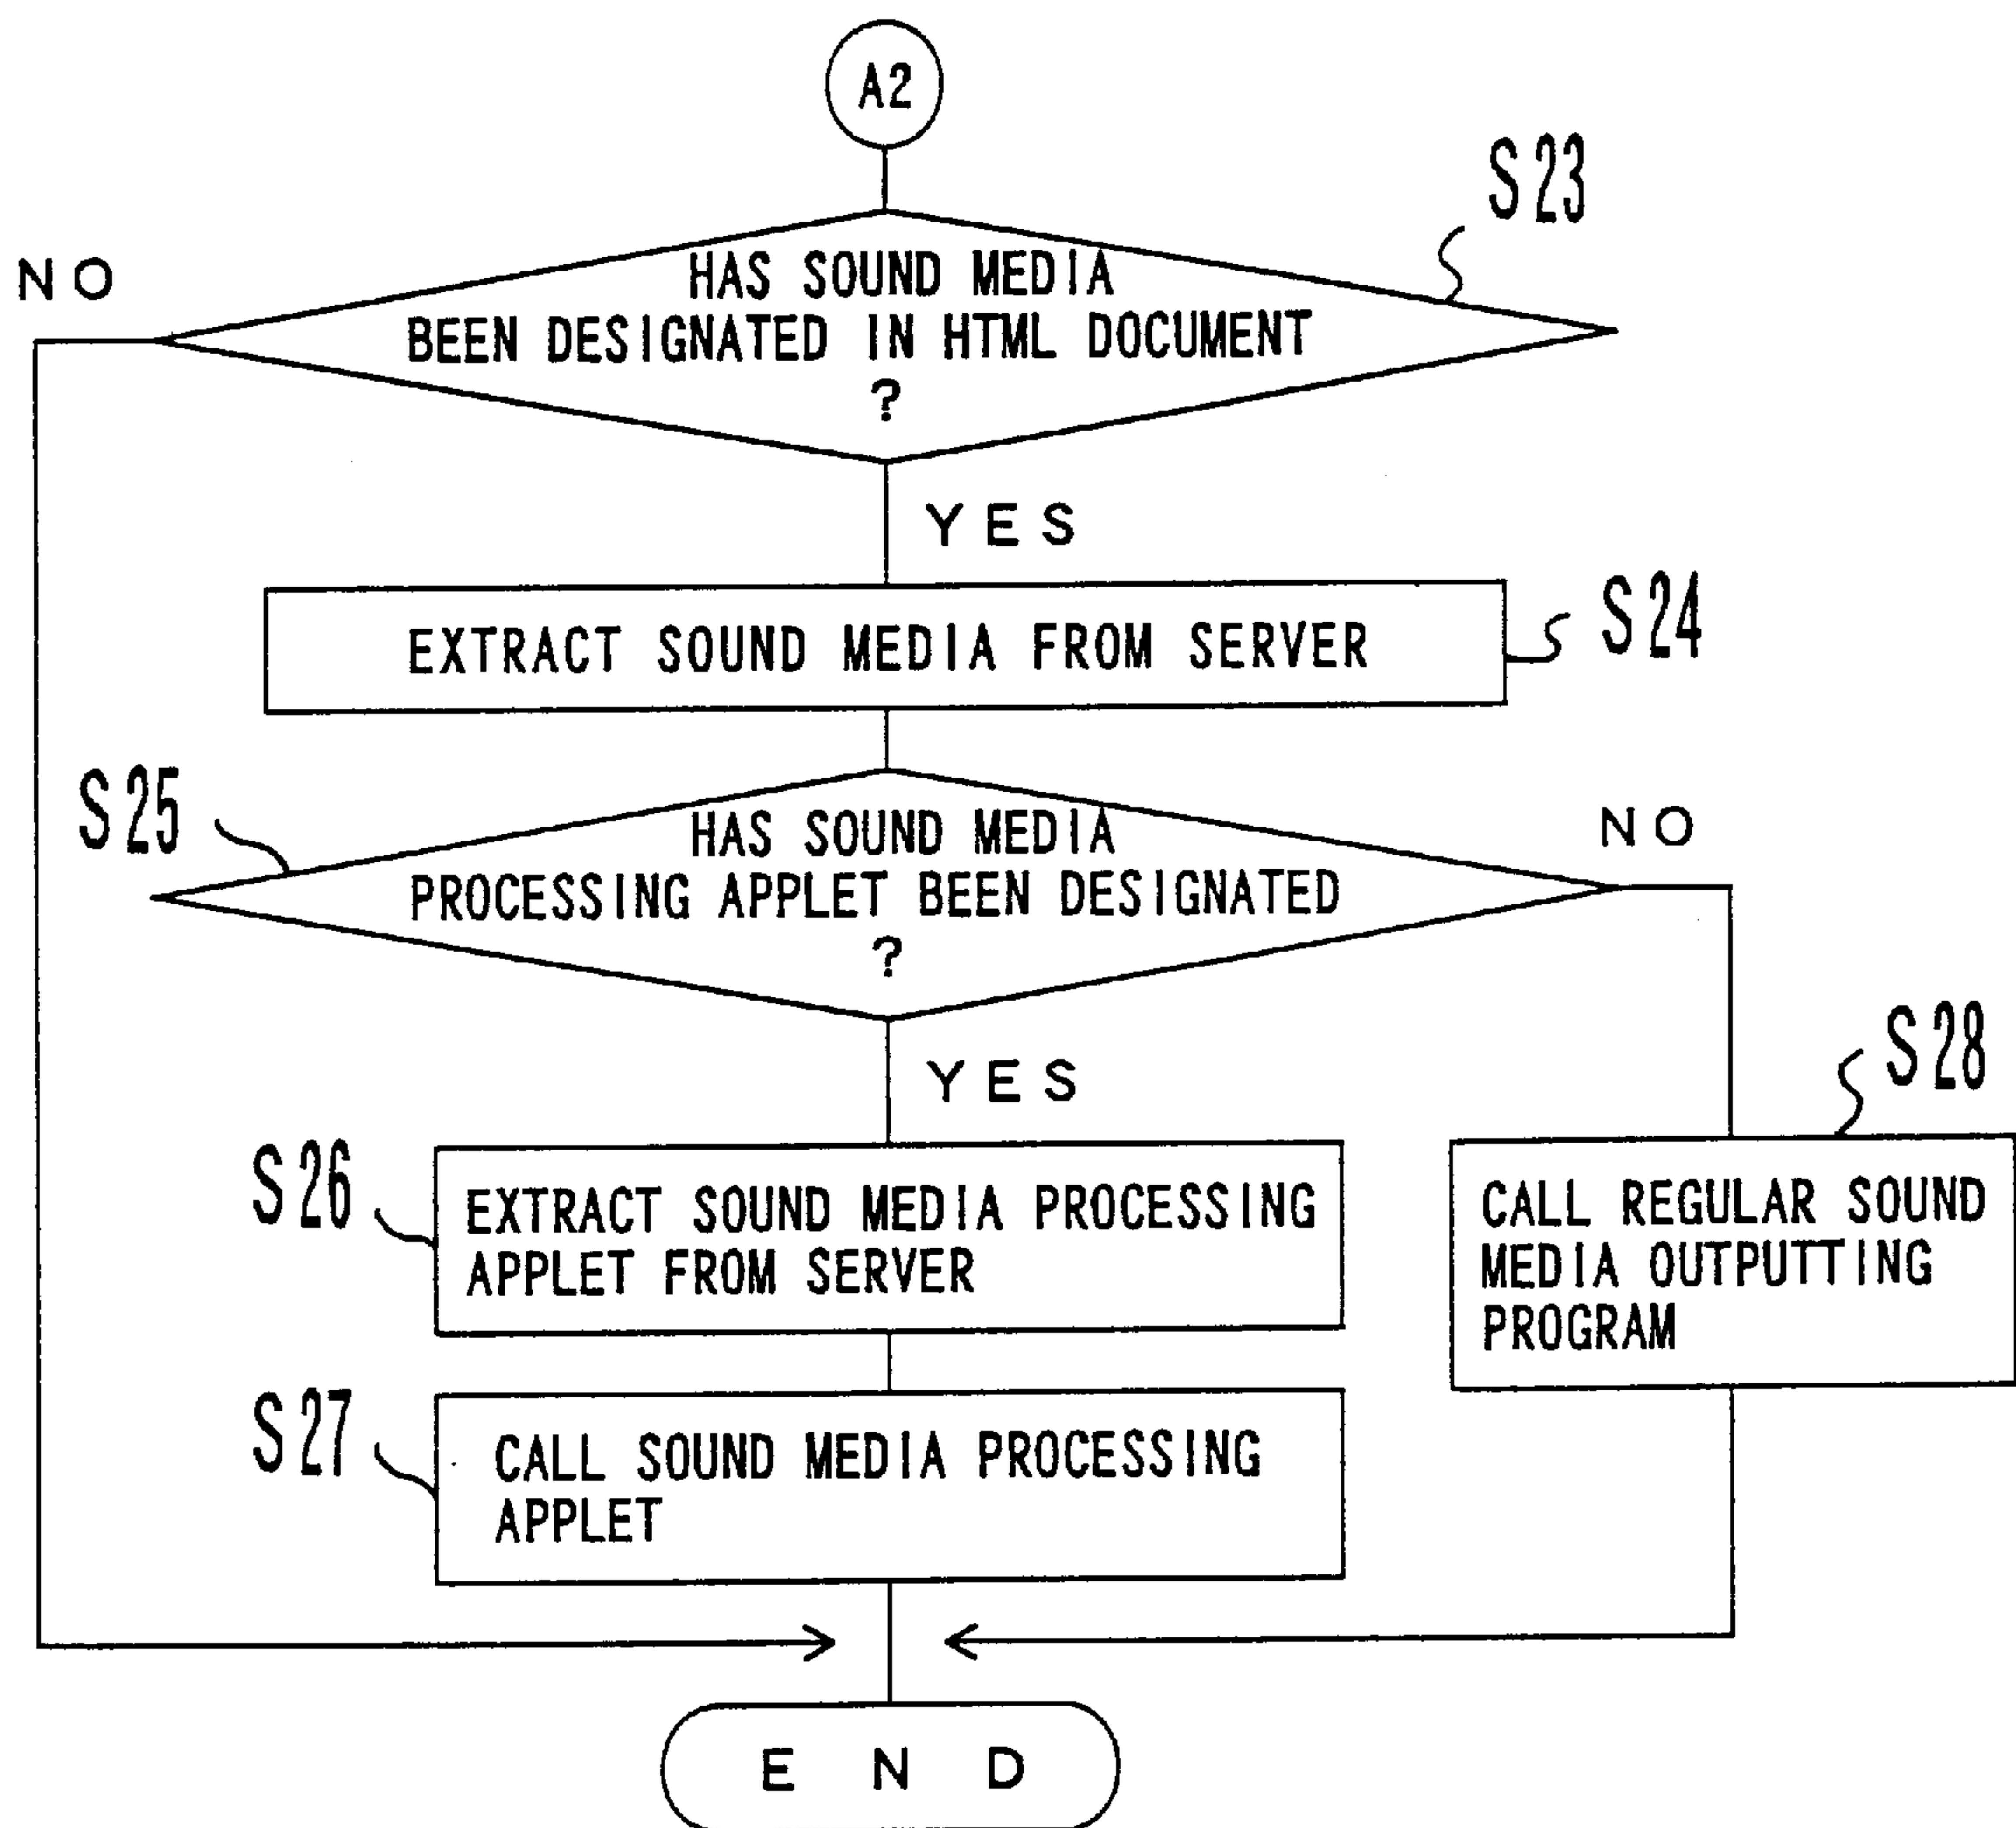 A2
S23
NO
HAS SOUND MEDIA
BEEN DESIGNATED IN HTML DOCUMENT
?
YES
EXTRACT SOUND MEDIA FROM SERVER
S24
S25
HAS SOUND MEDIA
PROCESSING APPLET BEEN DESIGNATED
?
NO
YES
S28
S26
EXTRACT SOUND MEDIA PROCESSING
APPLET FROM SERVER
CALL REGULAR SOUND
MEDIA OUTPUTTING
PROGRAM
S27
CALL SOUND MEDIA PROCESSING
APPLET
END